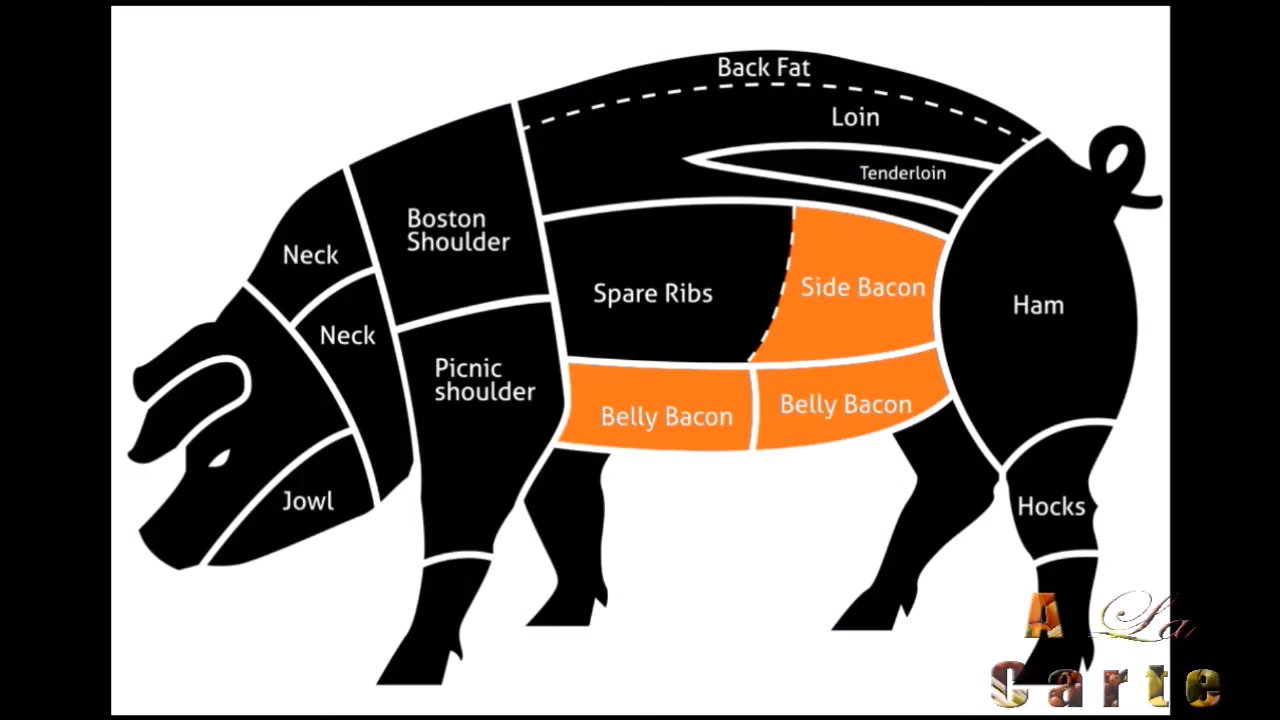 Back Fat
Loin
Tenderloin
Boston
Shoulder
Neck
Spare Ribs
Side Bacon
Ham
Neck
Picnic
shoulder
Belly Bacon
Belly Bacon
Jowl
Hocks
A La
Carte